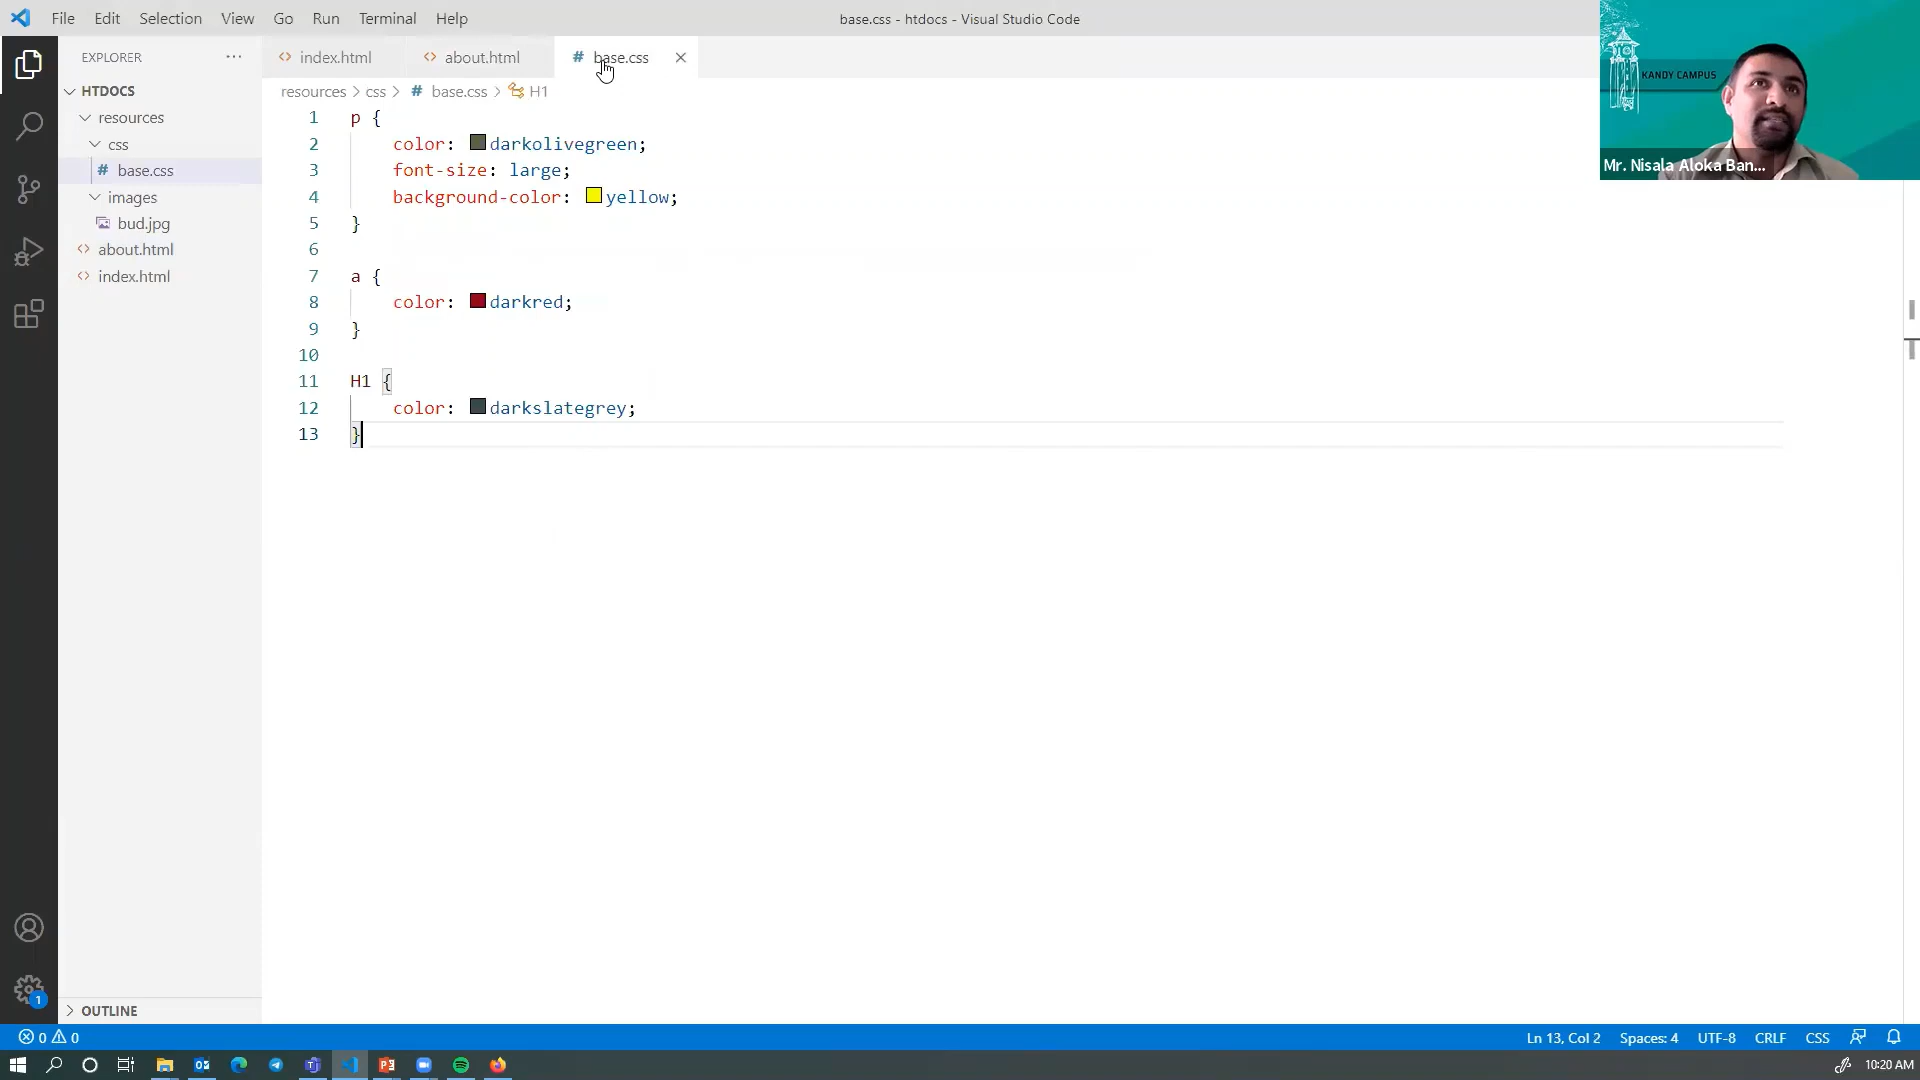 File Edit Selection View Go Run Terminal Help
base.css - htdocs - Visual Studio Code
EXPLORER
HTDOCS
resources
css
# base.css
images
bud.jpg
<> about.html
<> index.html
OUTLINE
<> index.html
<> about.html
# base.css
resources > css > # base.css > H1
1 p {
2 color: darkolivegreen;
3 font-size: large;
4 background-color: yellow;
5 }
6
7 a {
8 color: darkred;
9 }
10
11 H1 {
12 color: darkslategrey;
13 }
KANDY CAMPUS
Mr. Nisala Aloka Ban...
1
0 0
Ln 13, Col 2 Spaces: 4 UTF-8 CRLF CSS
10:20 AM